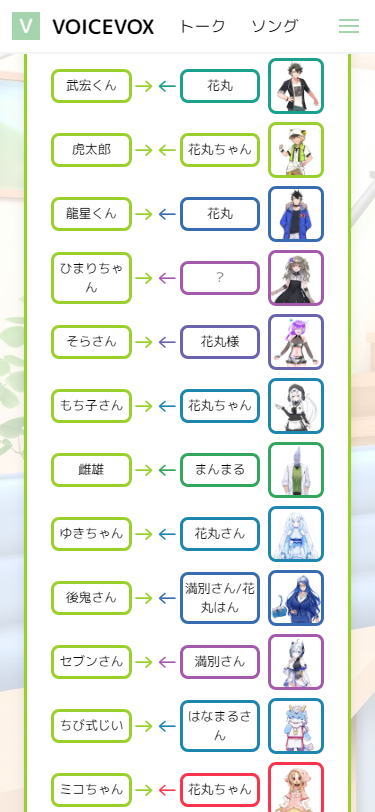 V VOICEVOX トーク ソング
武宏くん → ← 花丸
虎太郎 → ← 花丸ちゃん
龍星くん → ← 花丸
ひまりちゃ
ん → ← ?
そらさん → ← 花丸様
もち子さん → ← 花丸ちゃん
雌雄 → ← まんまる
ゆきちゃん → ← 花丸さん
後鬼さん → ← 満別さん/花
丸はん
セブンさん → ← 満別さん
ちび式じい → ← はなまるさ
ん
ミコちゃん → ← 花丸ちゃん